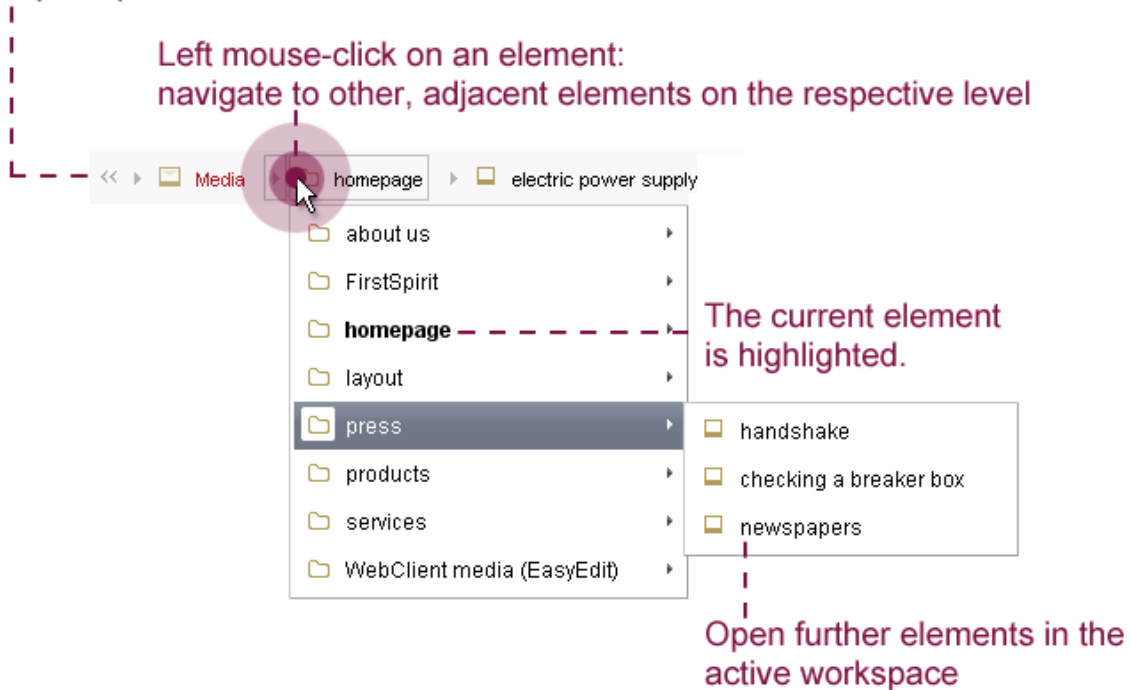 Left mouse-click on an element:
navigate to other, adjacent elements on the respective level
<< Media homepage electric power supply
about us
FirstSpirit
homepage
The current element
is highlighted.
layout
press
handshake
products
checking a breaker box
services
newspapers
WebClient media (EasyEdit)
Open further elements in the
active workspace